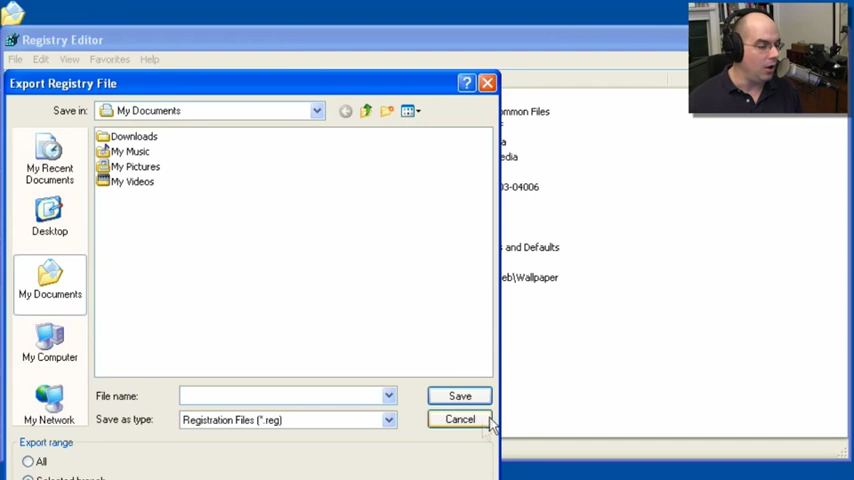 Registry Editor
File Edit View Favorites Help
Export Registry File
Save in: My Documents
Downloads
My Music
My Pictures
My Videos
My Recent
Documents
Desktop
My Documents
My Computer
My Network
File name:
Save
Save as type: Registration Files (*.reg)
Cancel
Export range
All
Selected branch
ommon Files
edia
03-04006
and Defaults
eb\Wallpaper